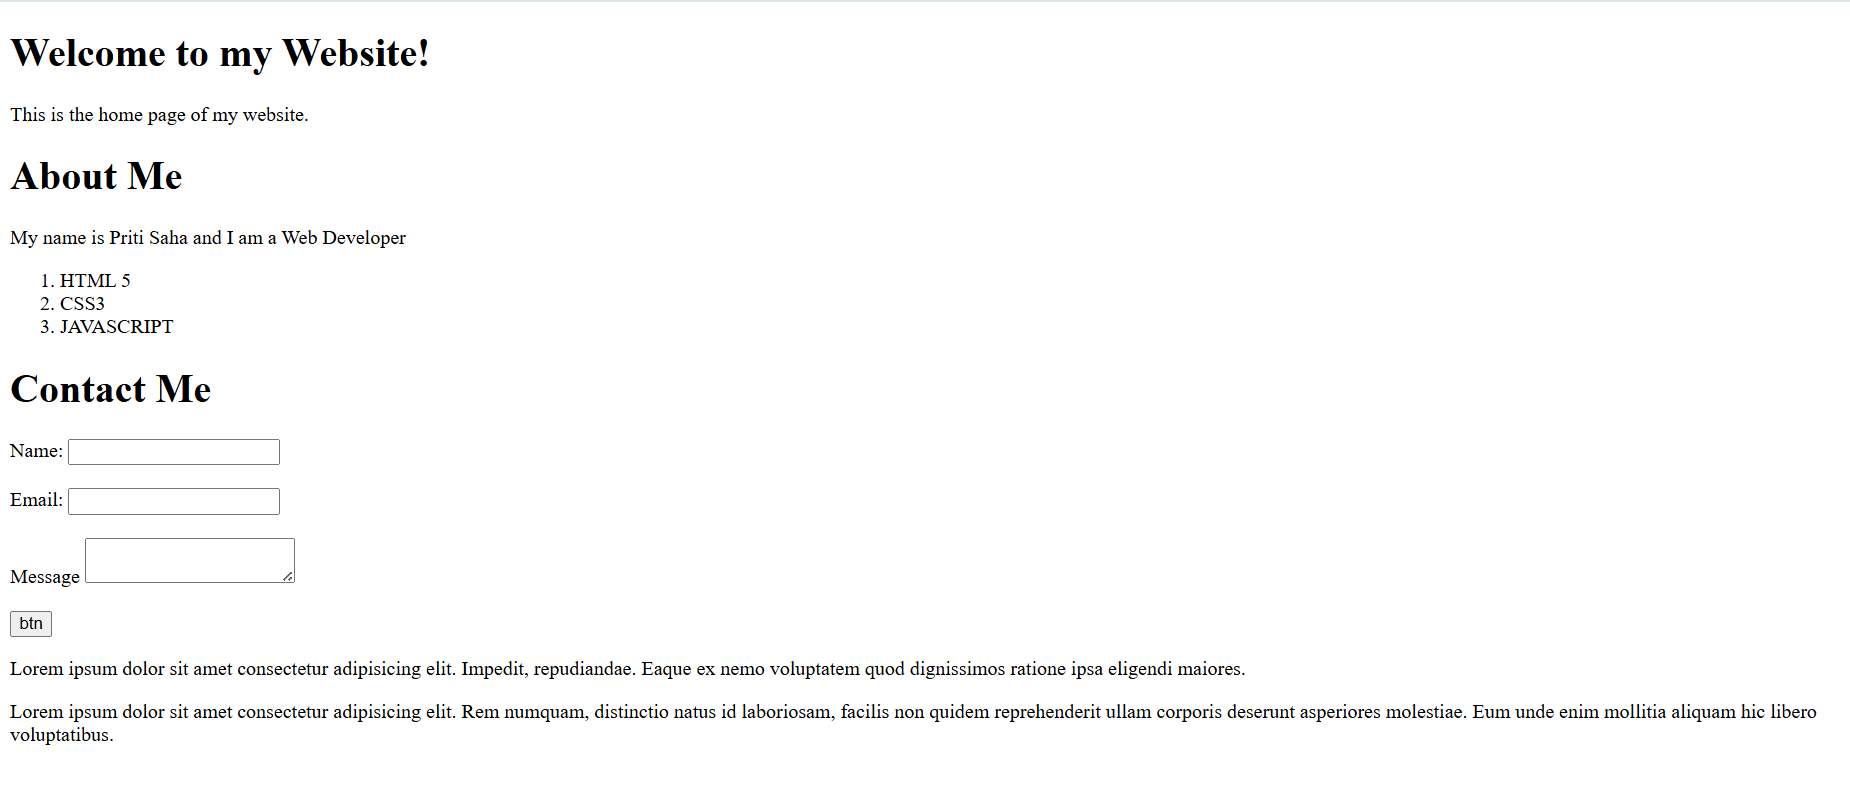 Welcome to my Website!
This is the home page of my website.
About Me
My name is Priti Saha and I am a Web Developer
1. HTML 5
2. CSS3
3. JAVASCRIPT
Contact Me
Name:
Email:
Message
btn
Lorem ipsum dolor sit amet consectetur adipisicing elit. Impedit, repudiandae. Eaque ex nemo voluptatem quod dignissimos ratione ipsa eligendi maiores.
Lorem ipsum dolor sit amet consectetur adipisicing elit. Rem numquam, distinctio natus id laboriosam, facilis non quidem reprehenderit ullam corporis deserunt asperiores molestiae. Eum unde enim mollitia aliquam hic libero
voluptatibus.